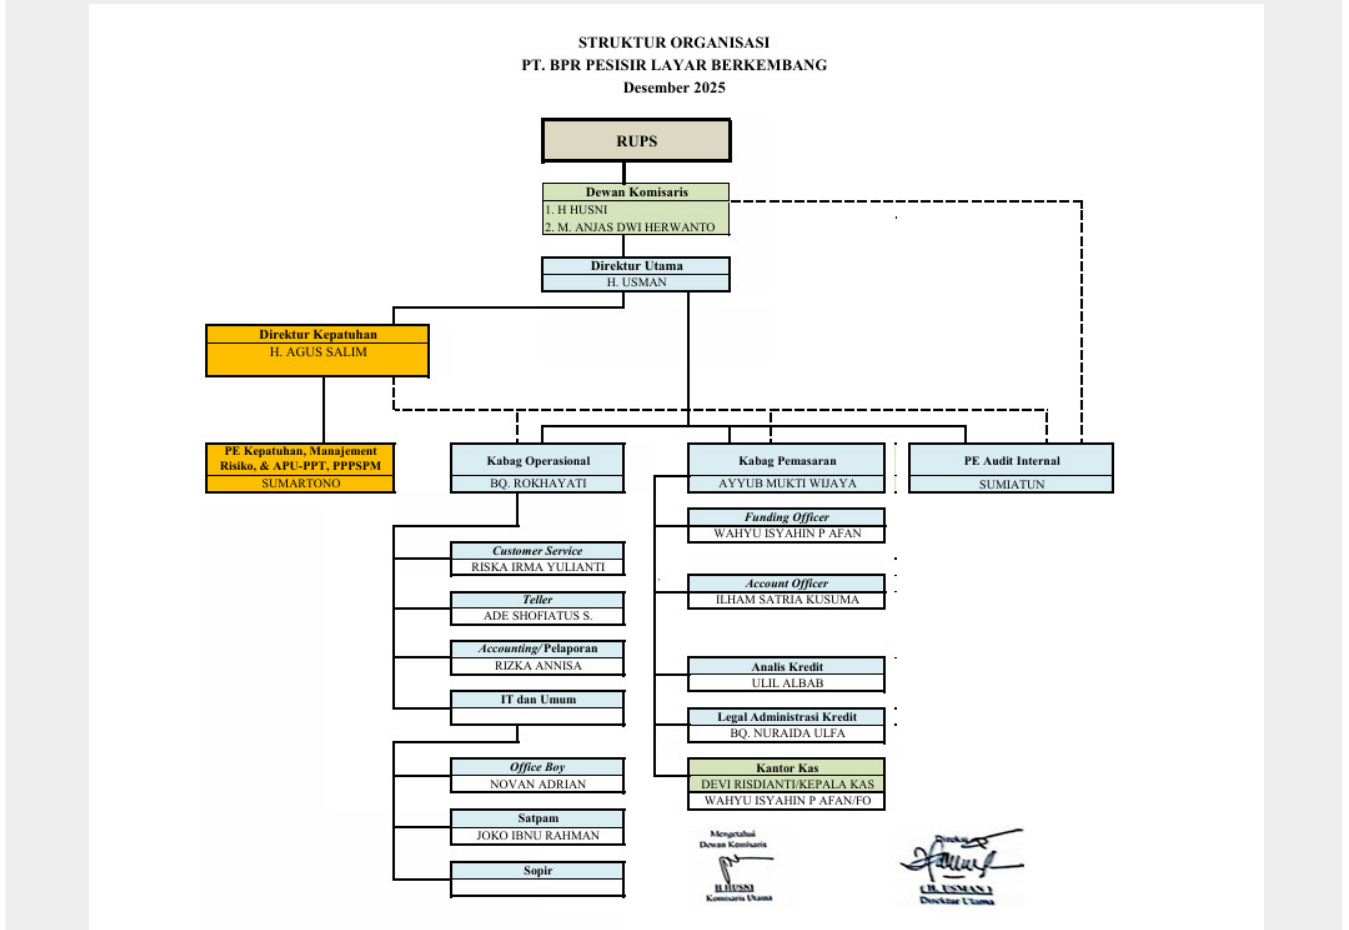 STRUKTUR ORGANISASI
PT. BPR PESISIR LAYAR BERKEMBANG
Desember 2025
RUPS
Dewan Komisaris
1. H HUSNI
2. M. ANJAS DWI HERWANTO
Direktur Utama
H. USMAN
Direktur Kepatuhan
H. AGUS SALIM
PE Kepatuhan, Manajement
Risiko, & APU-PPT, PPPSPM
SUMARTONO
Kabag Operasional
BQ. ROKHAYATI
Customer Service
RISKA IRMA YULIANTI
Teller
ADE SHOFIATUS S.
Accounting/Pelaporan
RIZKA ANNISA
IT dan Umum
Office Boy
NOVAN ADRIAN
Satpam
JOKO IBNU RAHMAN
Sopir
Kabag Pemasaran
AYYUB MUKTI WIJAYA
Funding Officer
WAHYU ISYAHIN P AFAN
Account Officer
ILHAM SATRIA KUSUMA
Analis Kredit
ULIL ALBAB
Legal Administrasi Kredit
BQ. NURAIDA ULFA
Kantor Kas
DEVI RISDIANTI/KEPALA KAS
WAHYU ISYAHIN P AFAN/FO
PE Audit Internal
SUMIATUN
Mengetahui
Dewan Komisaris
H HUSNI
Komisaris Utama
Direksi
( H. USMAN )
Direktur Utama